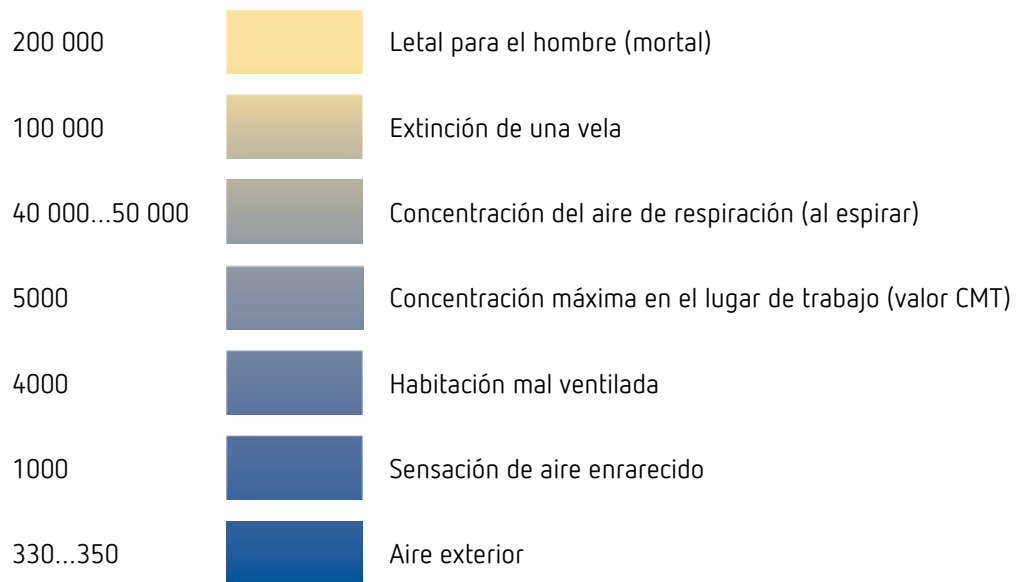 200 000 Letal para el hombre (mortal)
100 000 Extinción de una vela
40 000...50 000 Concentración del aire de respiración (al espirar)
5000 Concentración máxima en el lugar de trabajo (valor CMT)
4000 Habitación mal ventilada
1000 Sensación de aire enrarecido
330...350 Aire exterior